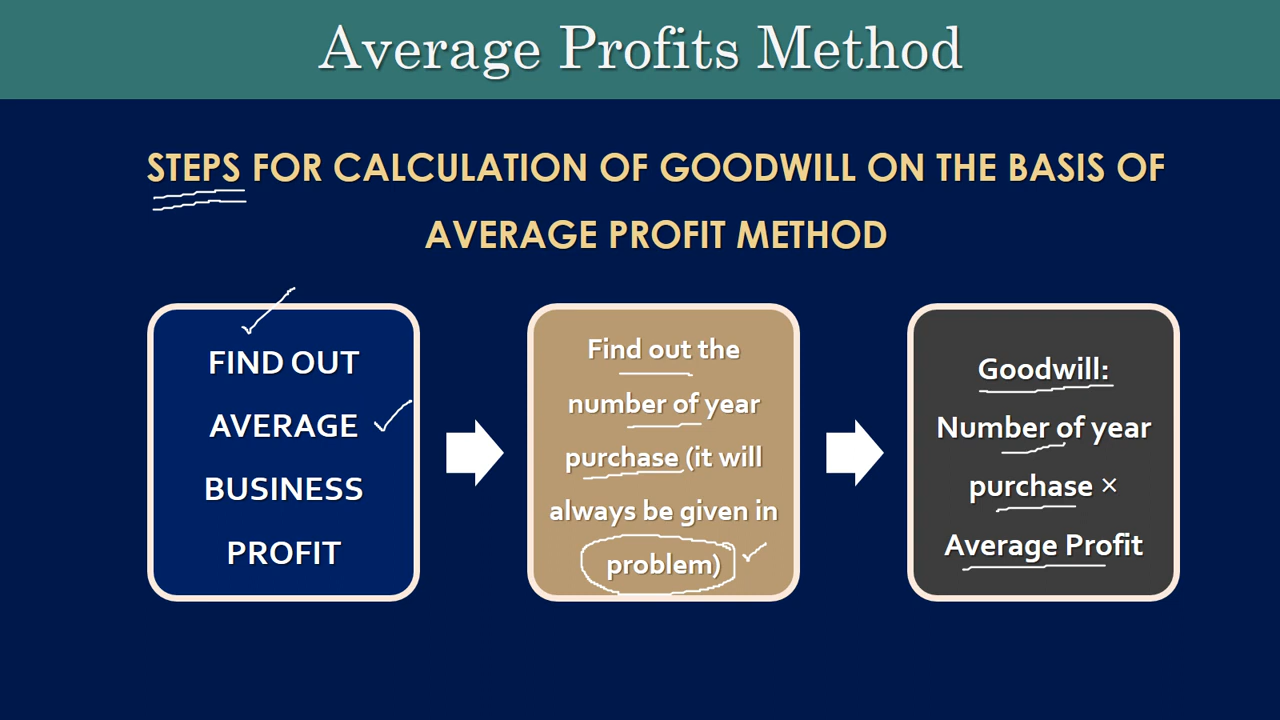 Average Profits Method
STEPS FOR CALCULATION OF GOODWILL ON THE BASIS OF
AVERAGE PROFIT METHOD
FIND OUT
AVERAGE
BUSINESS
PROFIT
Find out the
number of year
purchase (it will
always be given in
problem)
Goodwill:
Number of year
purchase ×
Average Profit